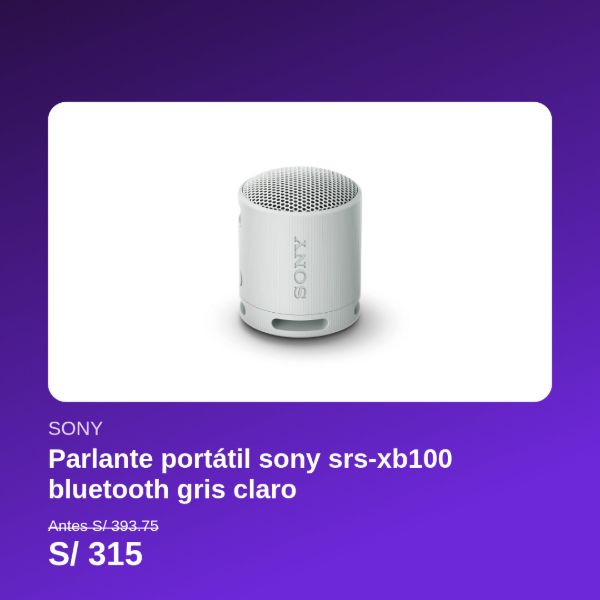 SONY
SONY
Parlante portátil sony srs-xb100
bluetooth gris claro
Antes S/ 393.75
S/ 315